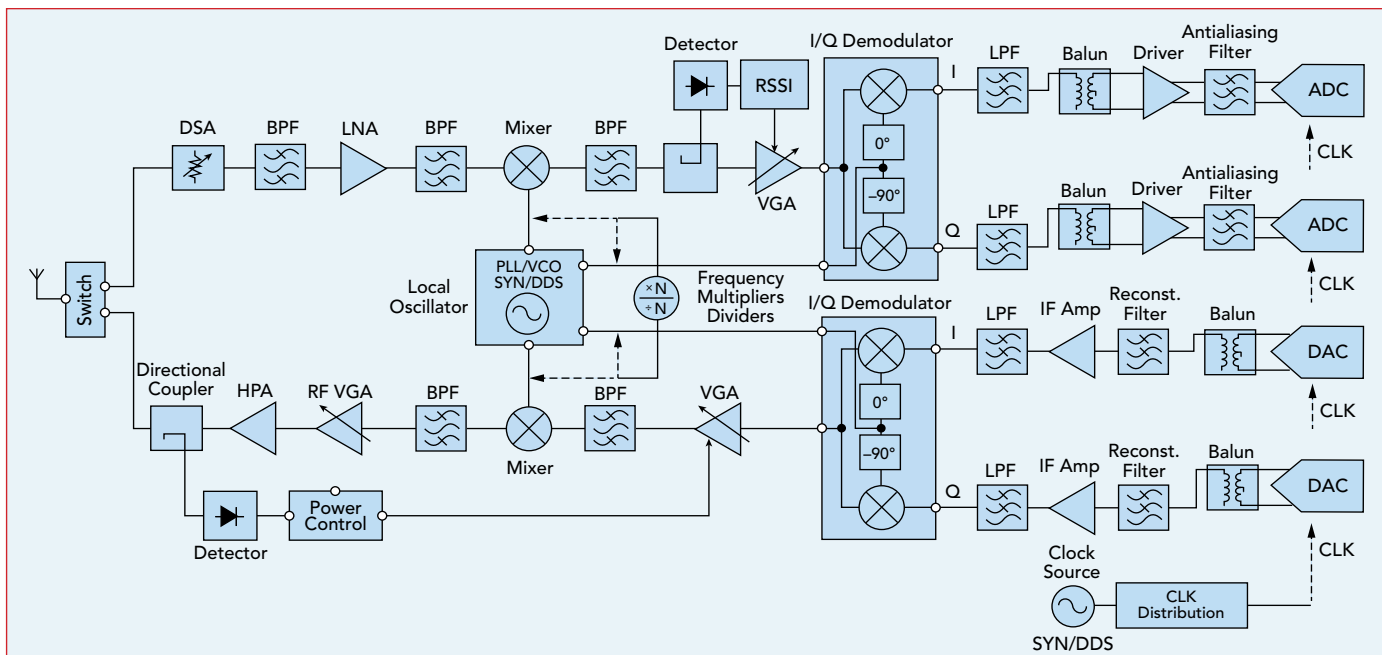 Detector
I/Q Demodulator
I
LPF
Balun
Driver
Antialiasing
Filter
ADC
CLK
RSSI
DSA
BPF
LNA
BPF
Mixer
BPF
VGA
0°
–90°
Q
LPF
Balun
Driver
Antialiasing
Filter
ADC
CLK
Switch
Local
Oscillator
PLL/VCO
SYN/DDS
×N
÷N
Frequency
Multipliers
Dividers
I/Q Demodulator
I
LPF
IF Amp
Reconst.
Filter
Balun
DAC
CLK
Directional
Coupler
HPA
RF VGA
BPF
Mixer
BPF
VGA
0°
–90°
Q
LPF
IF Amp
Reconst.
Filter
Balun
DAC
CLK
Detector
Power
Control
Clock
Source
SYN/DDS
CLK
Distribution